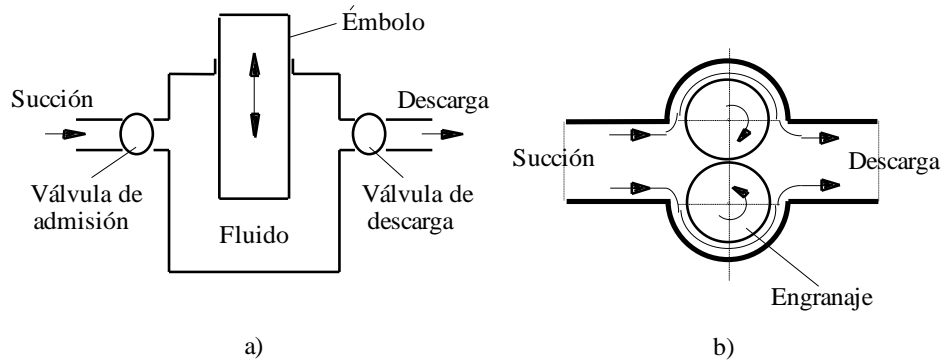 Émbolo
Succión
Descarga
Válvula de
admisión
Válvula de
descarga
Fluido
a)
Succión
Descarga
Engranaje
b)